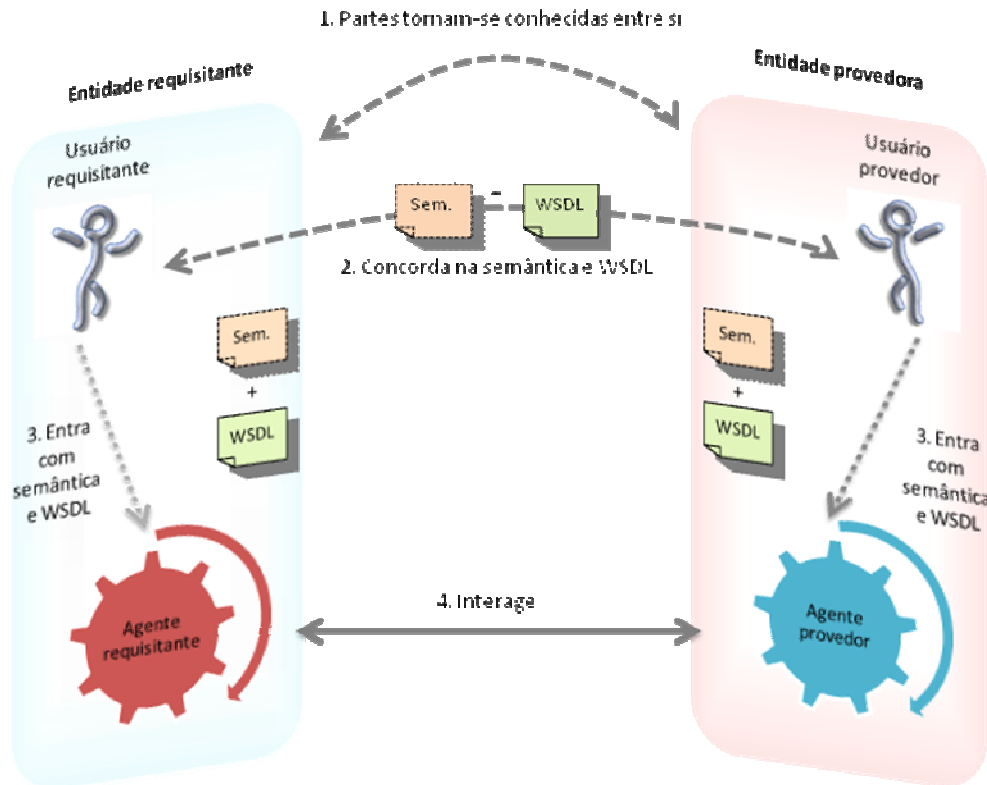 1. Partes tornam-se conhecidas entre si
Entidade requisitante
Entidade provedora
Usuário
requisitante
Usuário
provedor
Sem.
WSDL
2. Concorda na semântica e WSDL
Sem.
+
WSDL
Sem.
+
WSDL
3. Entra
com
semântica
e WSDL
3. Entra
com
semântica
e WSDL
4. Interage
Agente
requisitante
Agente
provedor